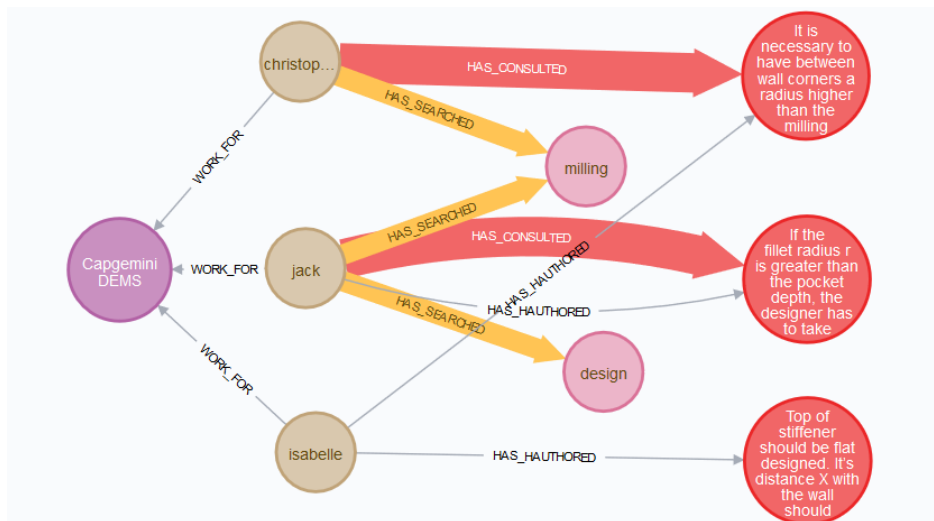 christop...
HAS_CONSULTED
It is
necessary to
have between
wall corners a
radius higher
than the
milling
HAS_SEARCHED
WORK_FOR
milling
HAS_SEARCHED
HAS_CONSULTED
Capgemini
DEMS
WORK_FOR
jack
HAS_HAUTHORED
If the
fillet radius r
is greater than
the pocket
depth, the
designer has
to take
HAS_HAUTHORED
HAS_SEARCHED
WORK_FOR
design
isabelle
HAS_HAUTHORED
Top of
stiffener
should be flat
designed. It's
distance X with
the wall
should